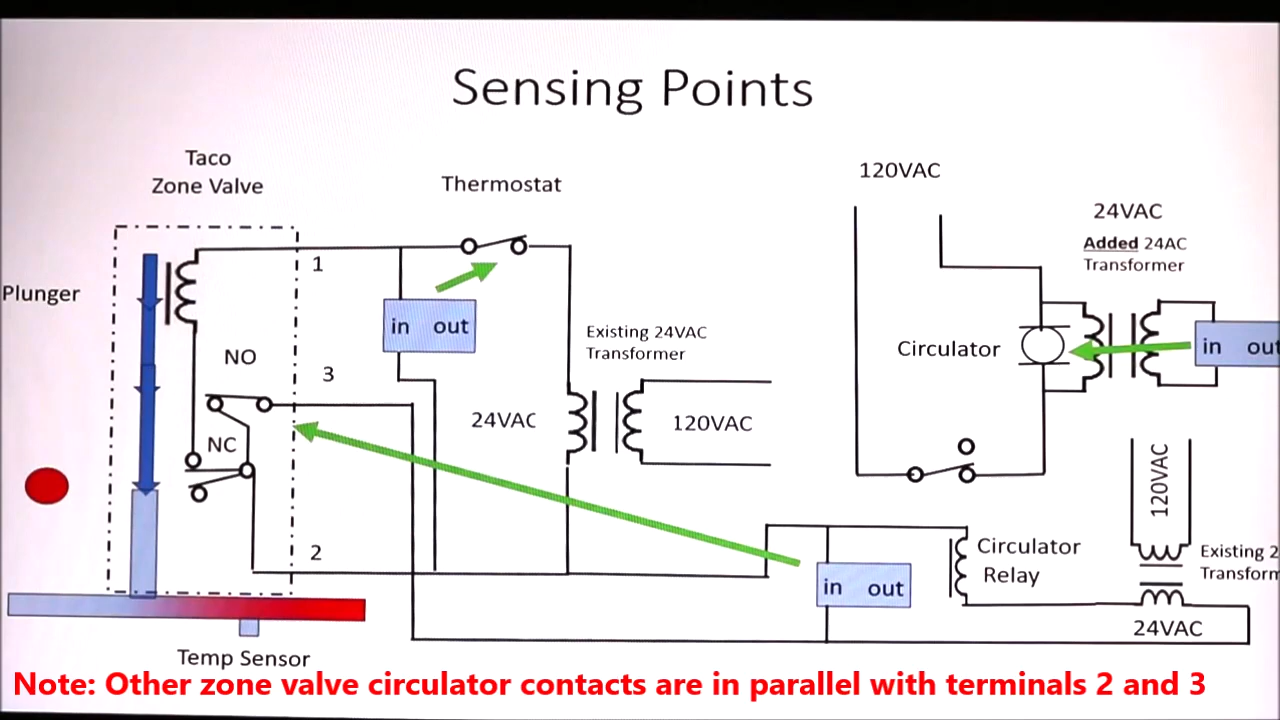 Sensing Points
Taco
Zone Valve
Thermostat
120VAC
24VAC
Added 24AC
Transformer
Plunger
1
in out
Existing 24VAC
Transformer
Circulator
in out
NO
3
24VAC
120VAC
NC
120VAC
2
Circulator
Relay
Existing 2
Transform
in out
24VAC
Temp Sensor
Note: Other zone valve circulator contacts are in parallel with terminals 2 and 3